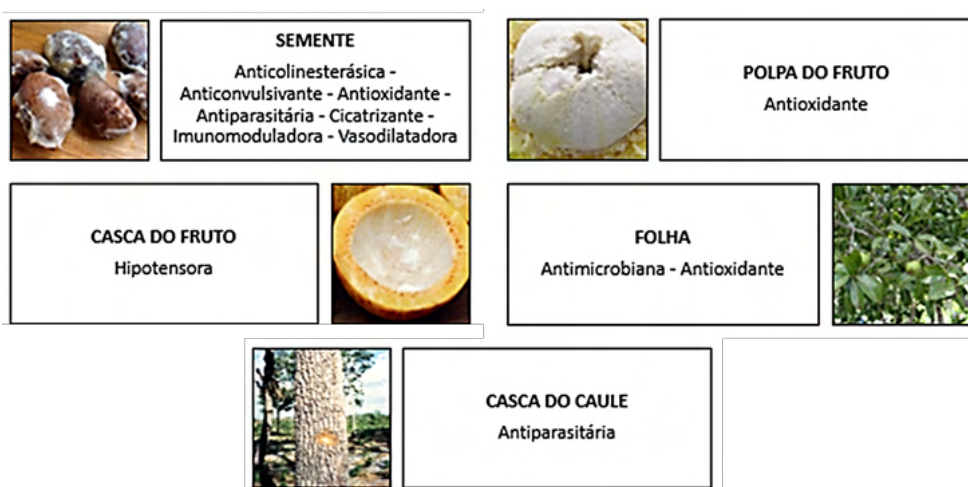 SEMENTE
Anticolinesterásica -
Anticonvulsivante - Antioxidante -
Antiparasitária - Cicatrizante -
Imunomoduladora - Vasodilatadora
POLPA DO FRUTO
Antioxidante
CASCA DO FRUTO
Hipotensora
FOLHA
Antimicrobiana - Antioxidante
CASCA DO CAULE
Antiparasitária